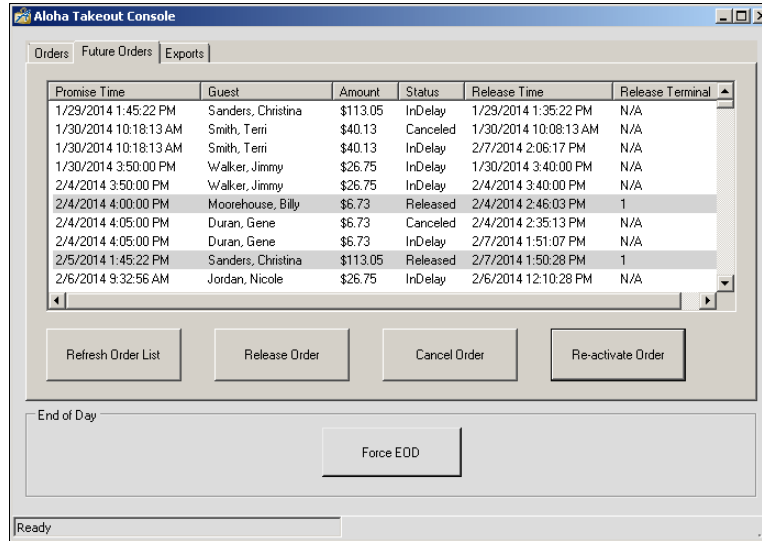 Aloha Takeout Console
Orders Future Orders Exports
Promise Time Guest Amount Status Release Time Release Terminal
1/29/2014 1:45:22 PM Sanders, Christina $113.05 InDelay 1/29/2014 1:35:22 PM N/A
1/30/2014 10:18:13 AM Smith, Terri $40.13 Canceled 1/30/2014 10:08:13 AM N/A
1/30/2014 10:18:13 AM Smith, Terri $40.13 InDelay 2/7/2014 2:06:17 PM N/A
1/30/2014 3:50:00 PM Walker, Jimmy $26.75 InDelay 1/30/2014 3:40:00 PM N/A
2/4/2014 3:50:00 PM Walker, Jimmy $26.75 InDelay 2/4/2014 3:40:00 PM N/A
2/4/2014 4:00:00 PM Moorehouse, Billy $6.73 Released 2/4/2014 2:46:03 PM 1
2/4/2014 4:05:00 PM Duran, Gene $6.73 Canceled 2/4/2014 2:35:13 PM N/A
2/4/2014 4:05:00 PM Duran, Gene $6.73 InDelay 2/7/2014 1:51:07 PM N/A
2/5/2014 1:45:22 PM Sanders, Christina $113.05 Released 2/7/2014 1:50:28 PM 1
2/6/2014 9:32:56 AM Jordan, Nicole $26.75 InDelay 2/6/2014 12:10:28 PM N/A
Refresh Order List Release Order Cancel Order Re-activate Order
End of Day
Force EOD
Ready